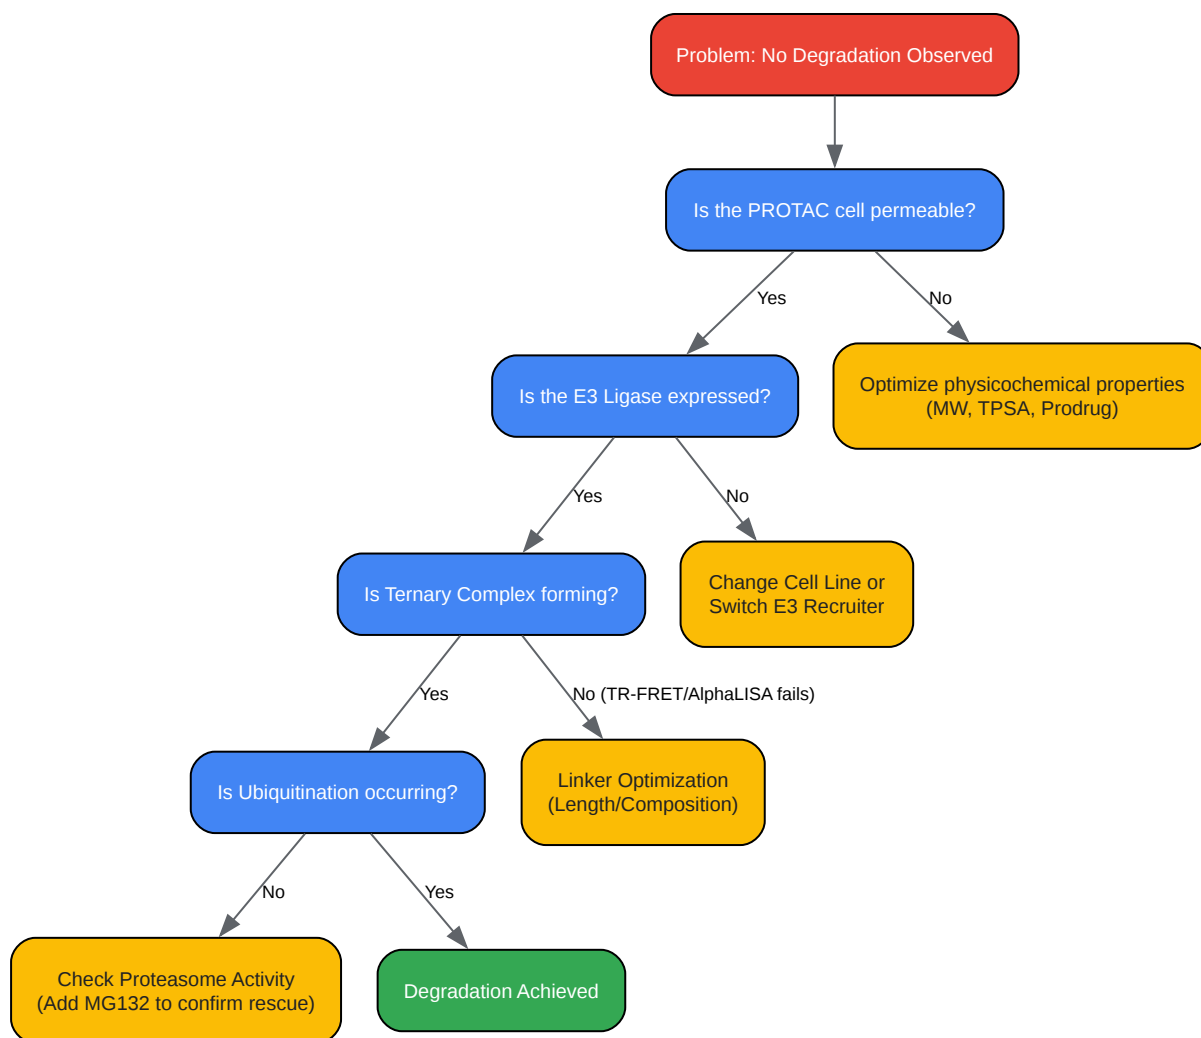 Problem: No Degradation Observed
Is the PROTAC cell permeable?
Yes
No
Is the E3 Ligase expressed?
Optimize physicochemical properties
(MW, TPSA, Prodrug)
Yes
No
Is Ternary Complex forming?
Change Cell Line or
Switch E3 Recruiter
Yes
No (TR-FRET/AlphaLISA fails)
Is Ubiquitination occurring?
Linker Optimization
(Length/Composition)
No
Yes
Check Proteasome Activity
(Add MG132 to confirm rescue)
Degradation Achieved